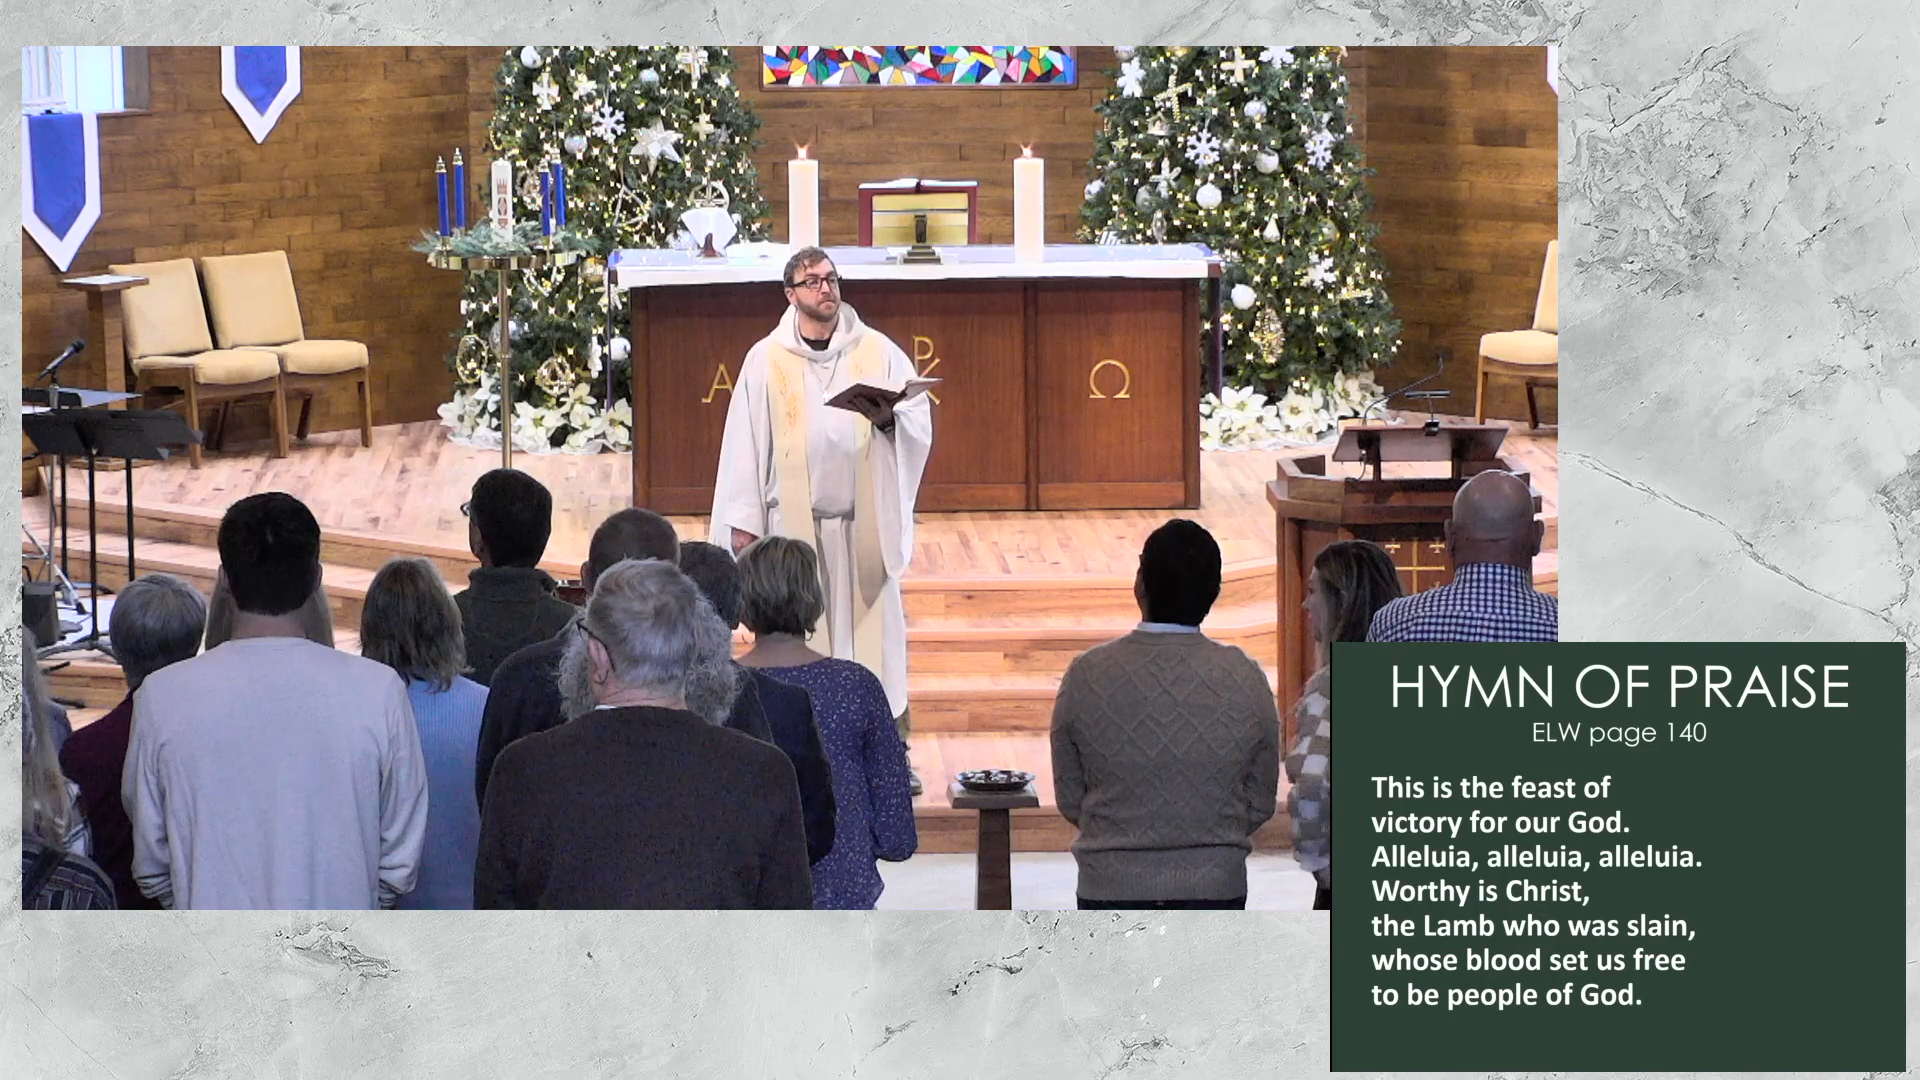 A
Ω
HYMN OF PRAISE
ELW page 140
This is the feast of
victory for our God.
Alleluia, alleluia, alleluia.
Worthy is Christ,
the Lamb who was slain,
whose blood set us free
to be people of God.